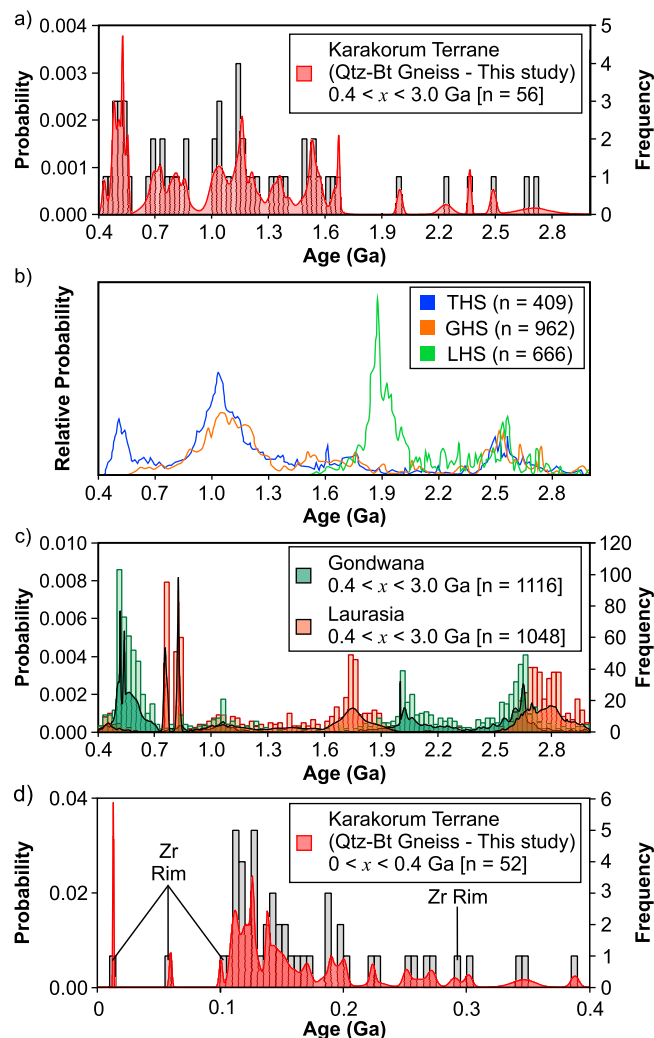 a)
0.004
0.003
0.002
0.001
0.000
Probability
Karakorum Terrane
(Qtz-Bt Gneiss - This study)
0.4 < x < 3.0 Ga [n = 56]
5
4
3
2
1
0
Frequency
0.4 0.7 1.0 1.3 1.6 1.9 2.2 2.5 2.8
Age (Ga)
b)
Relative Probability
THS (n = 409)
GHS (n = 962)
LHS (n = 666)
0.4 0.7 1.0 1.3 1.6 1.9 2.2 2.5 2.8
Age (Ga)
c)
0.010
0.008
0.006
0.004
0.002
0.000
Probability
Gondwana
0.4 < x < 3.0 Ga [n = 1116]
Laurasia
0.4 < x < 3.0 Ga [n = 1048]
120
100
80
60
40
20
0
Frequency
0.4 0.7 1.0 1.3 1.6 1.9 2.2 2.5 2.8
Age (Ga)
d)
0.04
0.02
0.00
Probability
Zr
Rim
Karakorum Terrane
(Qtz-Bt Gneiss - This study)
0 < x < 0.4 Ga [n = 52]
Zr Rim
6
5
4
3
2
1
0
Frequency
0 0.1 0.2 0.3 0.4
Age (Ga)